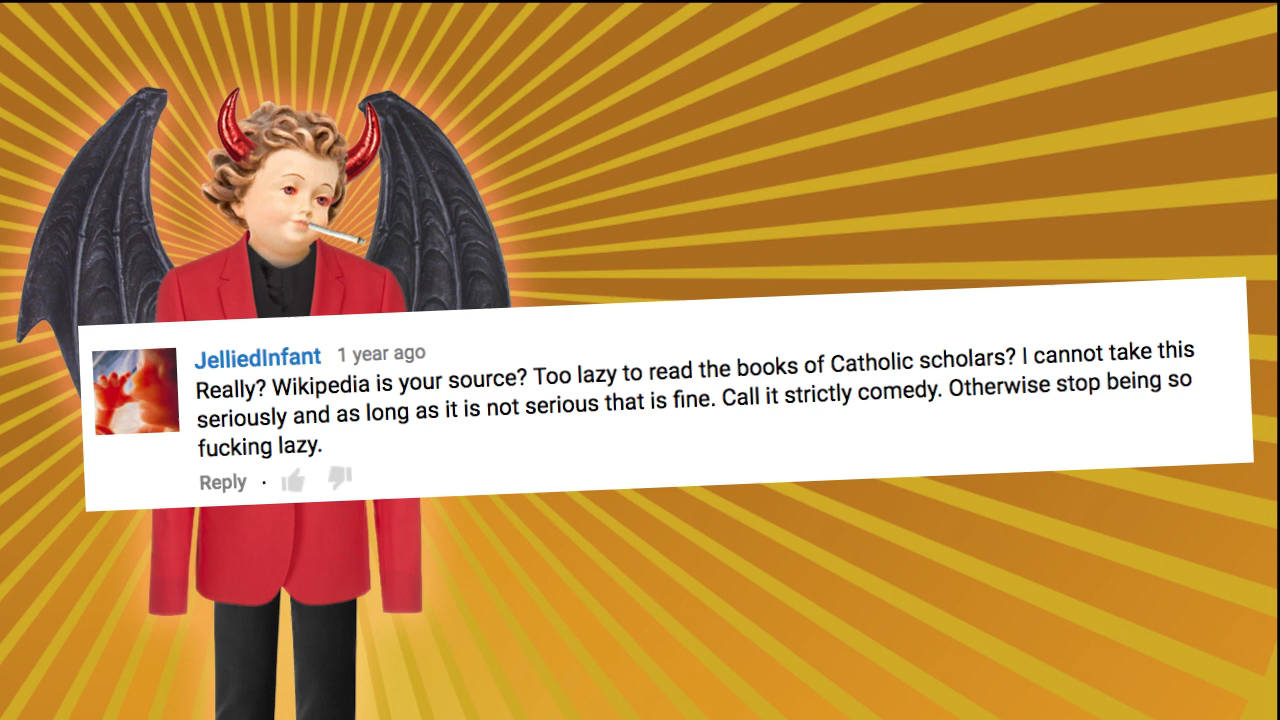 JelliedInfant 1 year ago
Really? Wikipedia is your source? Too lazy to read the books of Catholic scholars? I cannot take this
seriously and as long as it is not serious that is fine. Call it strictly comedy. Otherwise stop being so
fucking lazy.
Reply ·